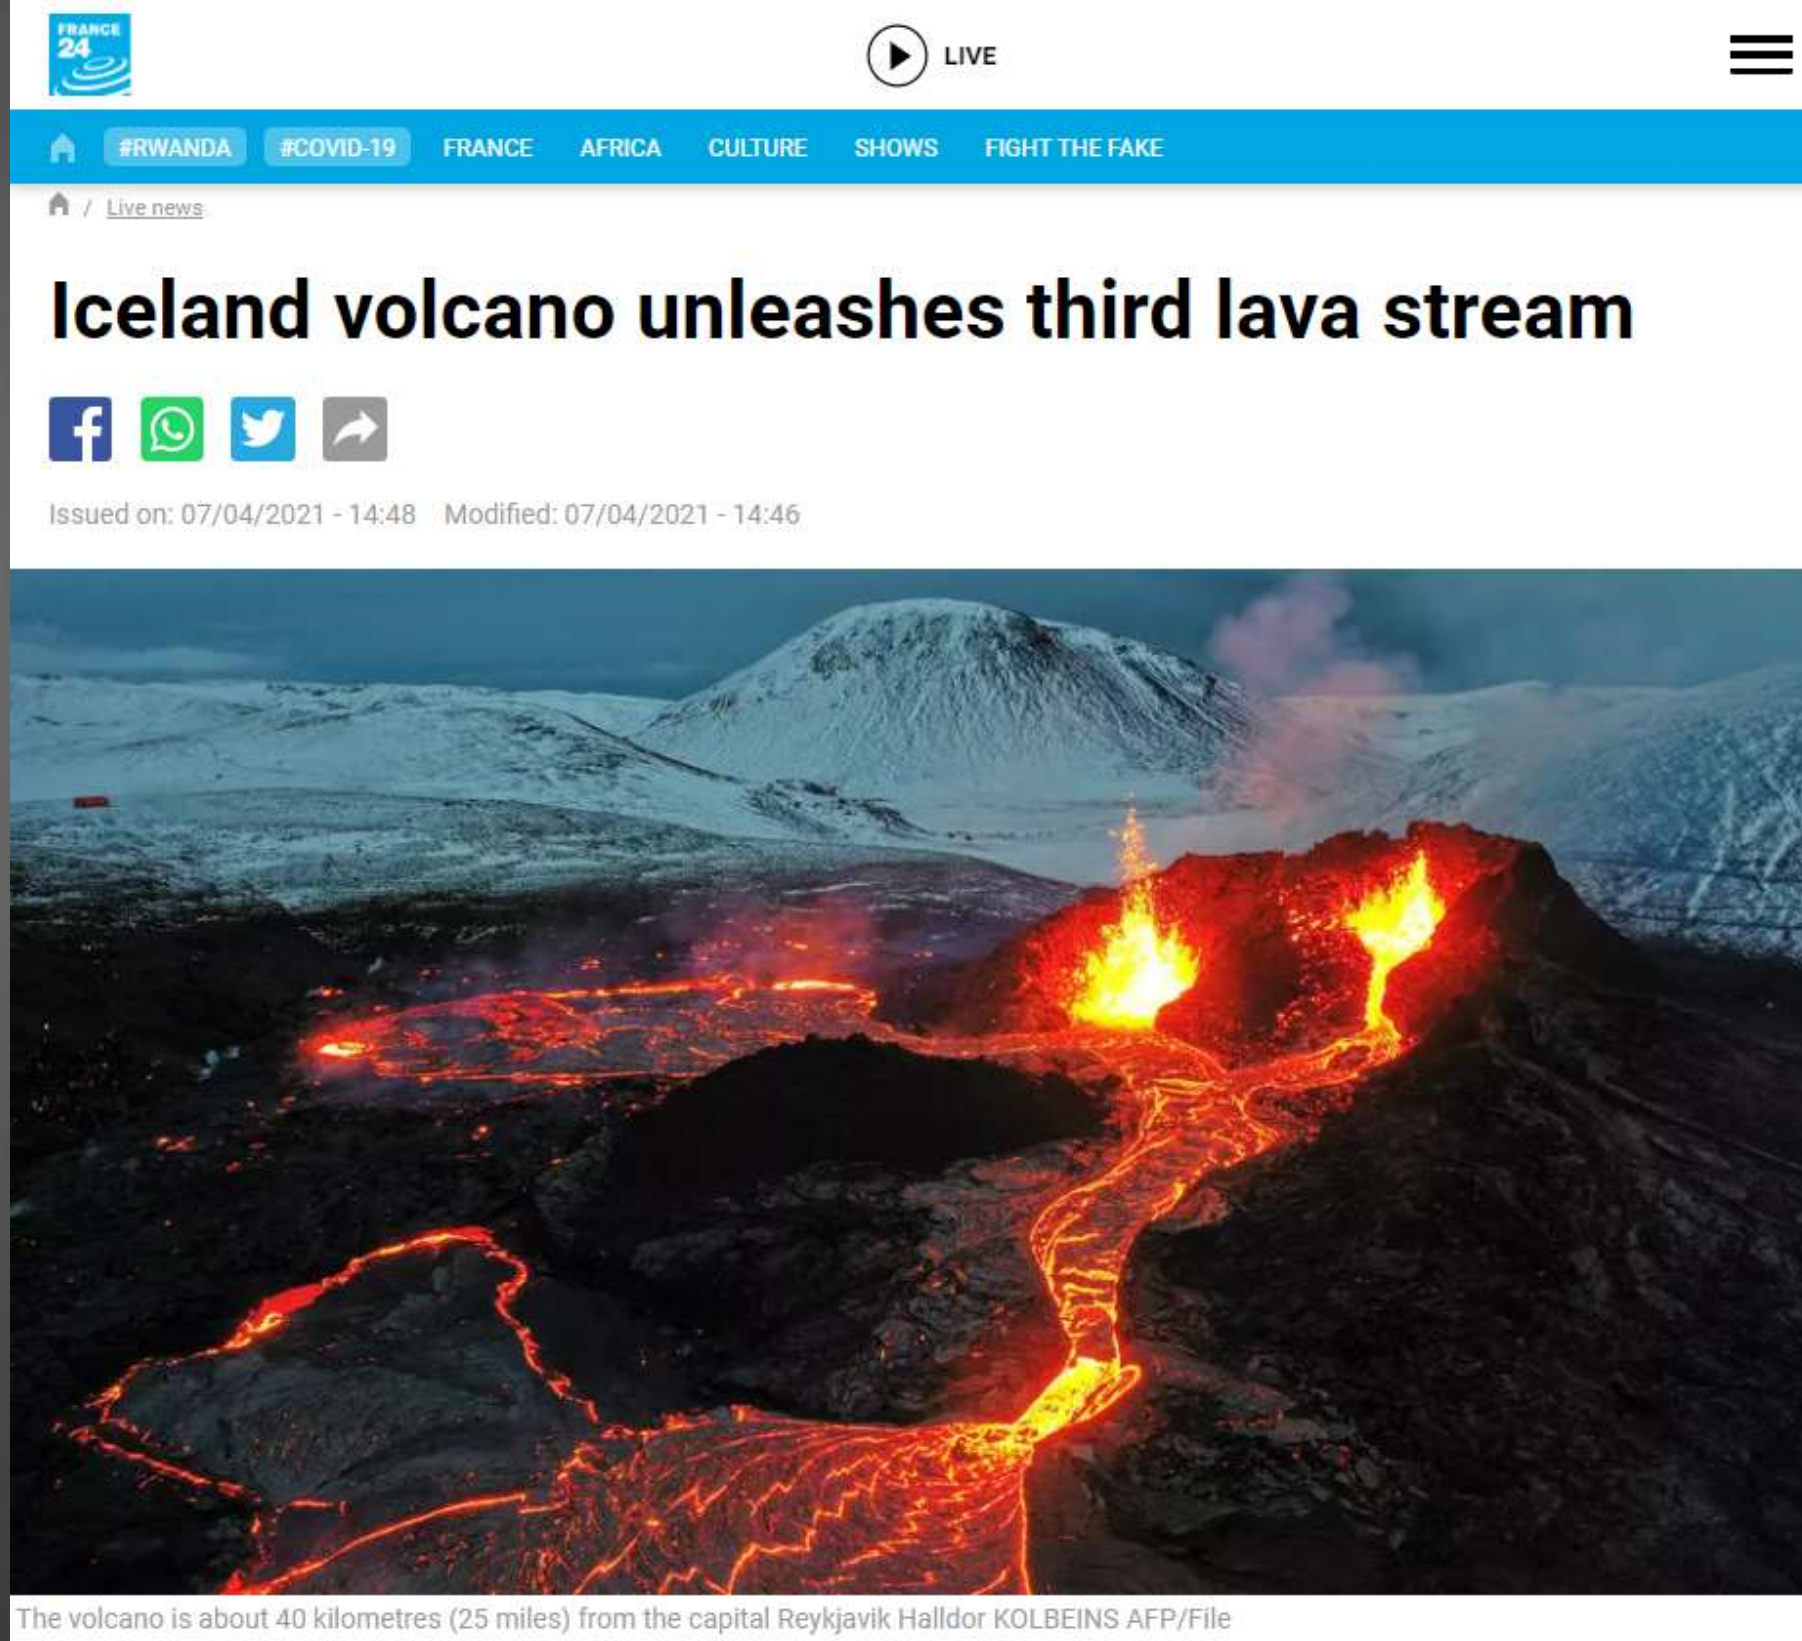 FRANCE
24
LIVE
#RWANDA #COVID-19 FRANCE AFRICA CULTURE SHOWS FIGHT THE FAKE
/ Live news
Iceland volcano unleashes third lava stream
Issued on: 07/04/2021 - 14:48 Modified: 07/04/2021 - 14:46
The volcano is about 40 kilometres (25 miles) from the capital Reykjavik Halldor KOLBEINS AFP/File